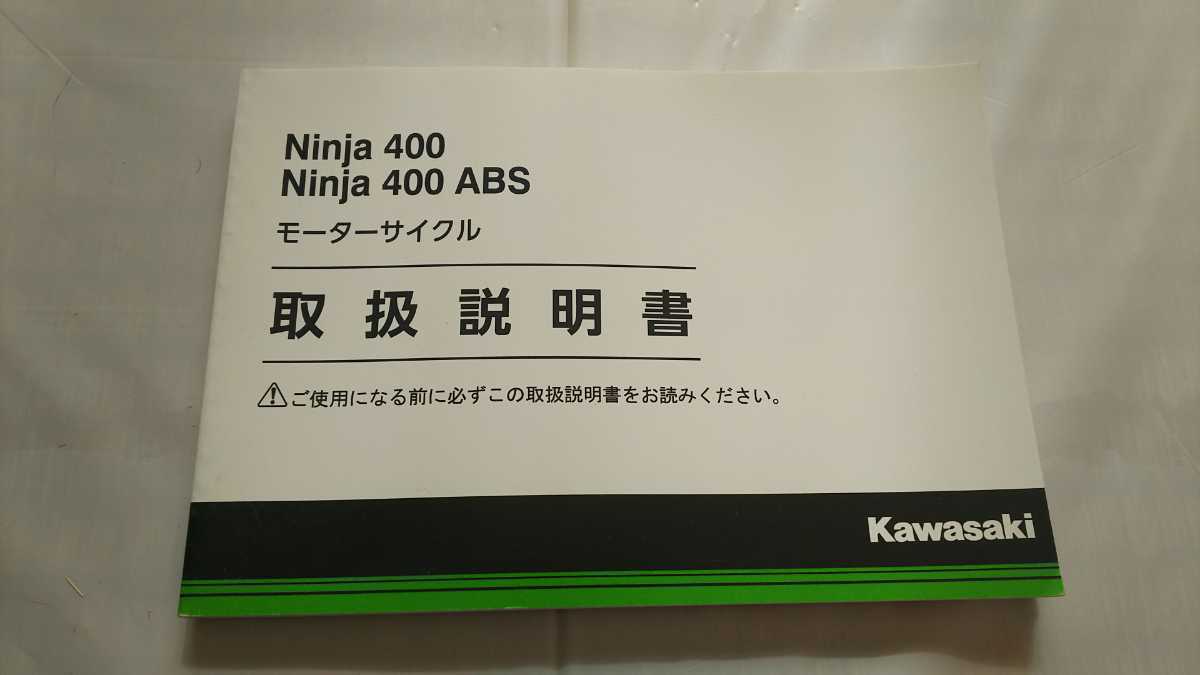 Ninja 400
Ninja 400 ABS
モーターサイクル
取扱説明書
ご使用になる前に必ずこの取扱説明書をお読みください。
Kawasaki